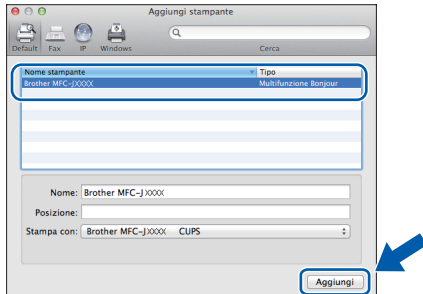 Aggiungi stampante
Default Fax IP Windows Cerca
Nome stampante Tipo
Brother MFC-JXXXX Multifunzione Bonjour
Nome: Brother MFC-JXXXX
Posizione:
Stampa con: Brother MFC-JXXXX CUPS
Aggiungi